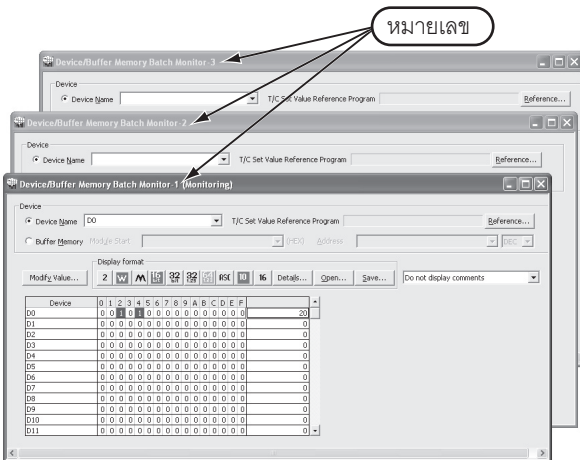 หมายเลข
Device/Buffer Memory Batch Monitor-3
Device
Device Name
T/C Set Value Reference Program
Reference...
Device/Buffer Memory Batch Monitor-2
Device
Device Name
T/C Set Value Reference Program
Reference...
Device/Buffer Memory Batch Monitor-1 (Monitoring)
Device
Device Name D0 T/C Set Value Reference Program Reference...
Buffer Memory Module Start (HEX) Address DEC
Display format
Modify Value... 2 W M 16 bit 32 bit 32 ASC 10 16 Details... Open... Save... Do not display comments
Device 0 1 2 3 4 5 6 7 8 9 A B C D E F
D0 0 0 1 0 1 0 0 0 0 0 0 0 0 0 0 0 20
D1 0 0 0 0 0 0 0 0 0 0 0 0 0 0 0 0 0
D2 0 0 0 0 0 0 0 0 0 0 0 0 0 0 0 0 0
D3 0 0 0 0 0 0 0 0 0 0 0 0 0 0 0 0 0
D4 0 0 0 0 0 0 0 0 0 0 0 0 0 0 0 0 0
D5 0 0 0 0 0 0 0 0 0 0 0 0 0 0 0 0 0
D6 0 0 0 0 0 0 0 0 0 0 0 0 0 0 0 0 0
D7 0 0 0 0 0 0 0 0 0 0 0 0 0 0 0 0 0
D8 0 0 0 0 0 0 0 0 0 0 0 0 0 0 0 0 0
D9 0 0 0 0 0 0 0 0 0 0 0 0 0 0 0 0 0
D10 0 0 0 0 0 0 0 0 0 0 0 0 0 0 0 0 0
D11 0 0 0 0 0 0 0 0 0 0 0 0 0 0 0 0 0